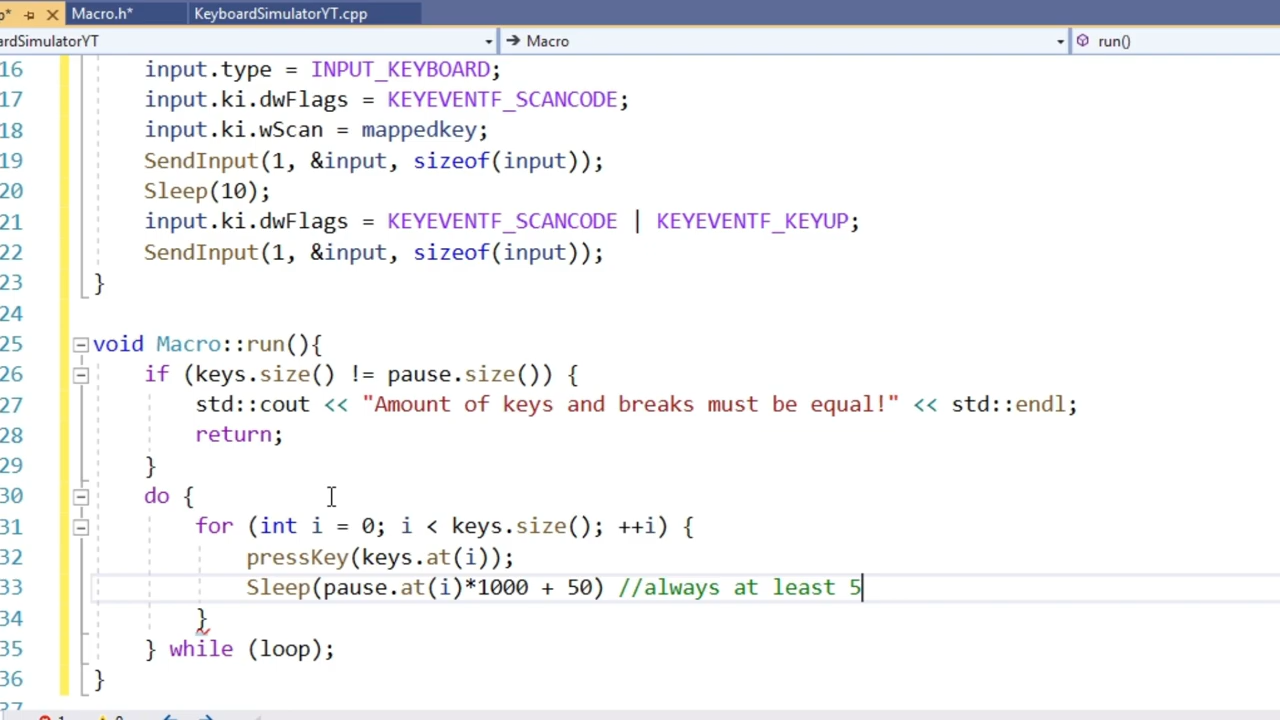 Macro.h*
KeyboardSimulatorYT.cpp
ardSimulatorYT
Macro
run()
16 input.type = INPUT_KEYBOARD;
17 input.ki.dwFlags = KEYEVENTF_SCANCODE;
18 input.ki.wScan = mappedkey;
19 SendInput(1, &input, sizeof(input));
20 Sleep(10);
21 input.ki.dwFlags = KEYEVENTF_SCANCODE | KEYEVENTF_KEYUP;
22 SendInput(1, &input, sizeof(input));
23 }
24
25 void Macro::run(){
26 if (keys.size() != pause.size()) {
27 std::cout << "Amount of keys and breaks must be equal!" << std::endl;
28 return;
29 }
30 do {
31 for (int i = 0; i < keys.size(); ++i) {
32 pressKey(keys.at(i));
33 Sleep(pause.at(i)*1000 + 50) //always at least 5
34 }
35 } while (loop);
36 }
37